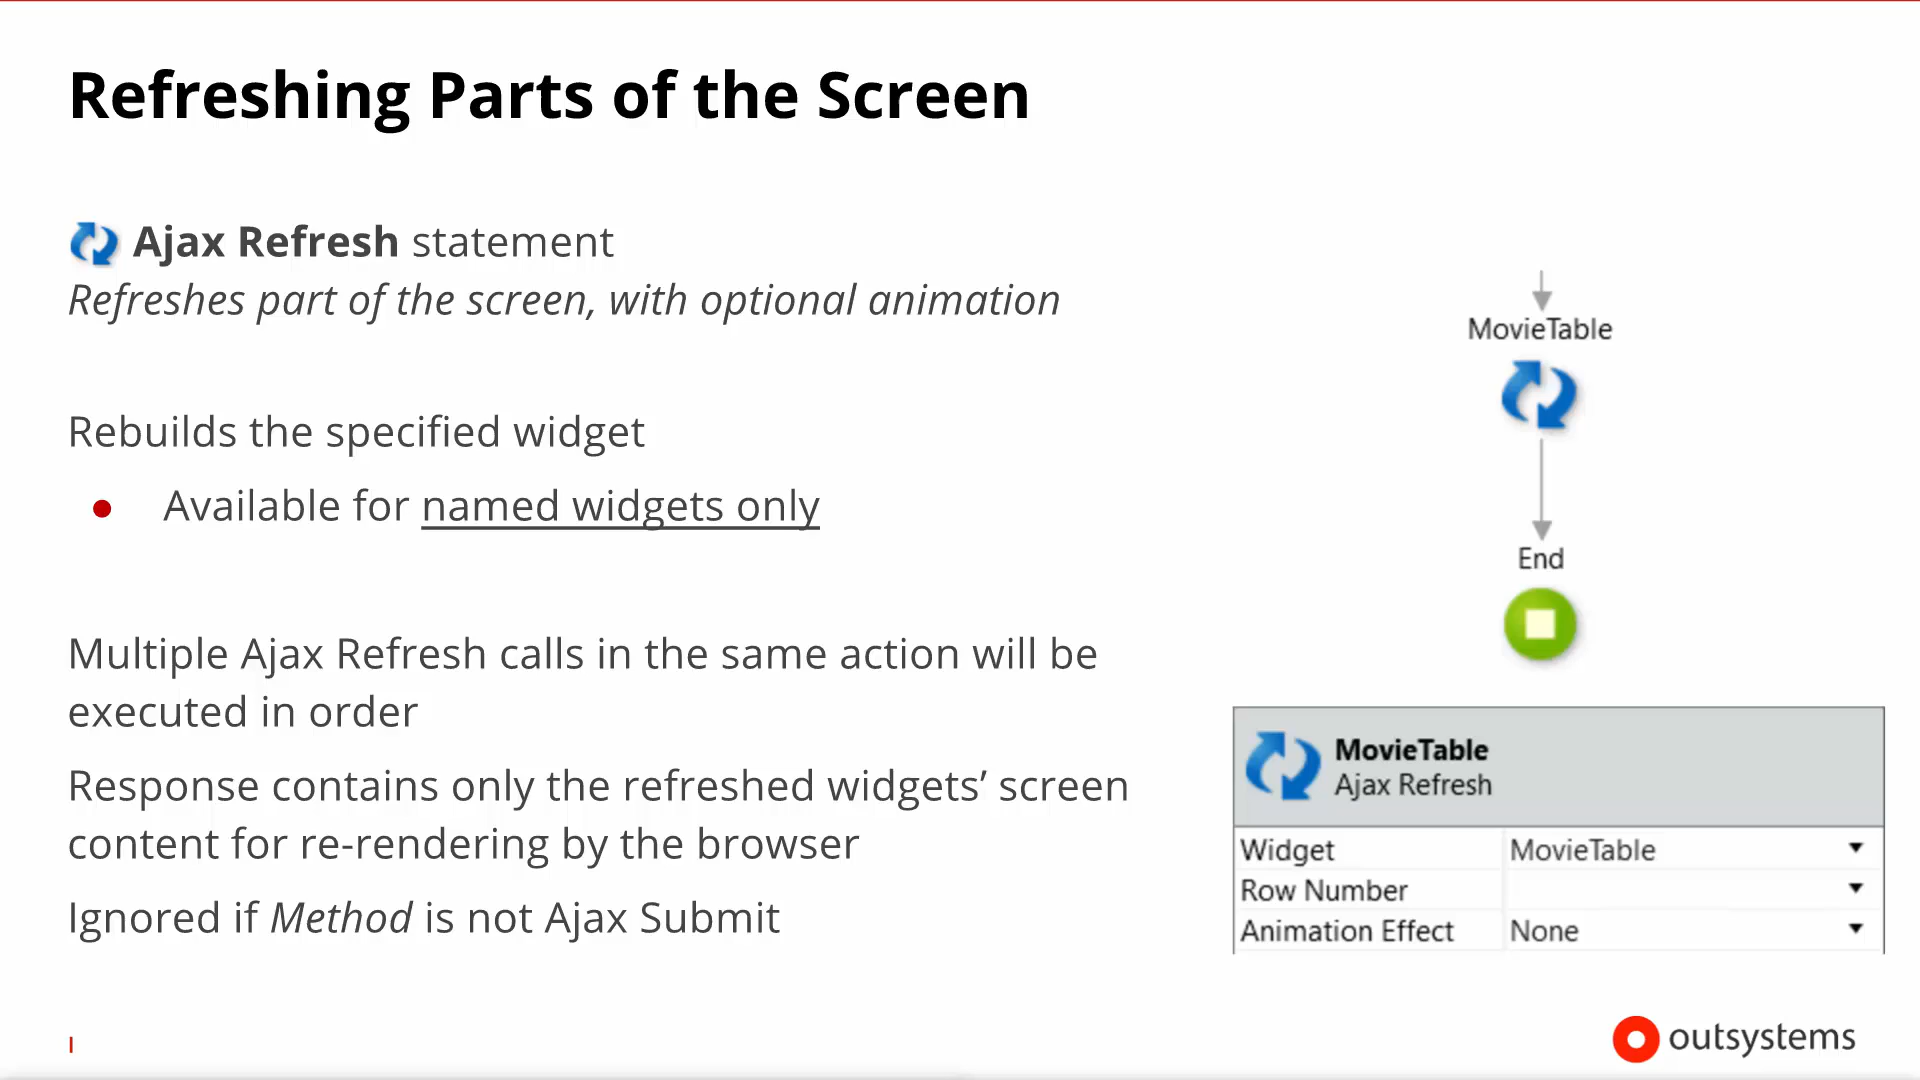 Refreshing Parts of the Screen
Ajax Refresh statement
Refreshes part of the screen, with optional animation
Rebuilds the specified widget
● Available for named widgets only
Multiple Ajax Refresh calls in the same action will be
executed in order
Response contains only the refreshed widgets’ screen
content for re-rendering by the browser
Ignored if Method is not Ajax Submit
MovieTable
End
MovieTable
Ajax Refresh
Widget MovieTable
Row Number
Animation Effect None
outsystems